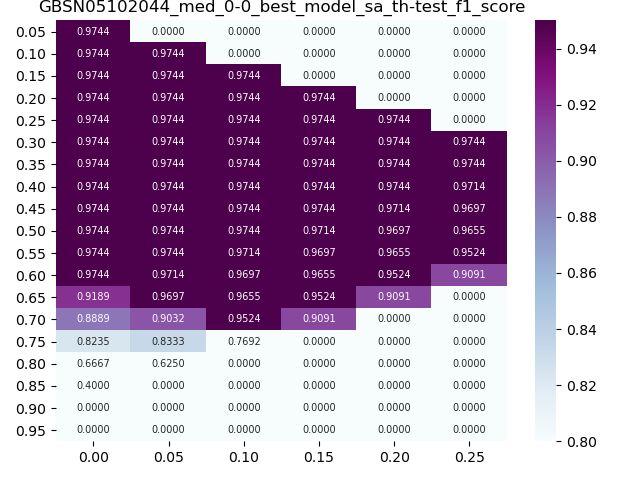 GBSN05102044_med_0-0_best_model_sa_th-test_f1_score
0.05 0.9744 0.0000 0.0000 0.0000 0.0000 0.0000
0.10 0.9744 0.9744 0.0000 0.0000 0.0000 0.0000
0.15 0.9744 0.9744 0.9744 0.0000 0.0000 0.0000
0.20 0.9744 0.9744 0.9744 0.9744 0.0000 0.0000
0.25 0.9744 0.9744 0.9744 0.9744 0.9744 0.0000
0.30 0.9744 0.9744 0.9744 0.9744 0.9744 0.9744
0.35 0.9744 0.9744 0.9744 0.9744 0.9744 0.9744
0.40 0.9744 0.9744 0.9744 0.9744 0.9744 0.9714
0.45 0.9744 0.9744 0.9744 0.9744 0.9714 0.9697
0.50 0.9744 0.9744 0.9744 0.9714 0.9697 0.9655
0.55 0.9744 0.9744 0.9714 0.9697 0.9655 0.9524
0.60 0.9744 0.9714 0.9697 0.9655 0.9524 0.9091
0.65 0.9189 0.9697 0.9655 0.9524 0.9091 0.0000
0.70 0.8889 0.9032 0.9524 0.9091 0.0000 0.0000
0.75 0.8235 0.8333 0.7692 0.0000 0.0000 0.0000
0.80 0.6667 0.6250 0.0000 0.0000 0.0000 0.0000
0.85 0.4000 0.0000 0.0000 0.0000 0.0000 0.0000
0.90 0.0000 0.0000 0.0000 0.0000 0.0000 0.0000
0.95 0.0000 0.0000 0.0000 0.0000 0.0000 0.0000
0.00 0.05 0.10 0.15 0.20 0.25
0.94
0.92
0.90
0.88
0.86
0.84
0.82
0.80